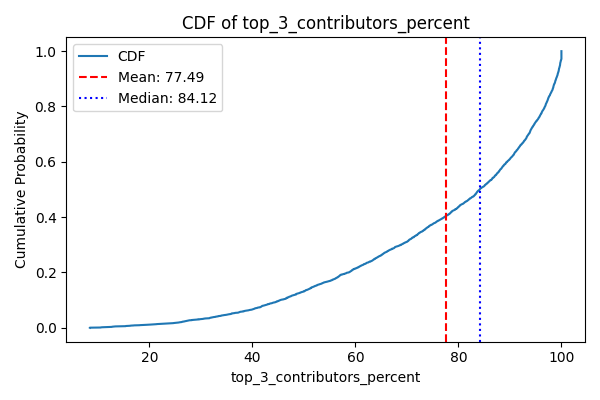 CDF of top_3_contributors_percent
CDF
Mean: 77.49
Median: 84.12
Cumulative Probability
1.0
0.8
0.6
0.4
0.2
0.0
20
40
60
80
100
top_3_contributors_percent